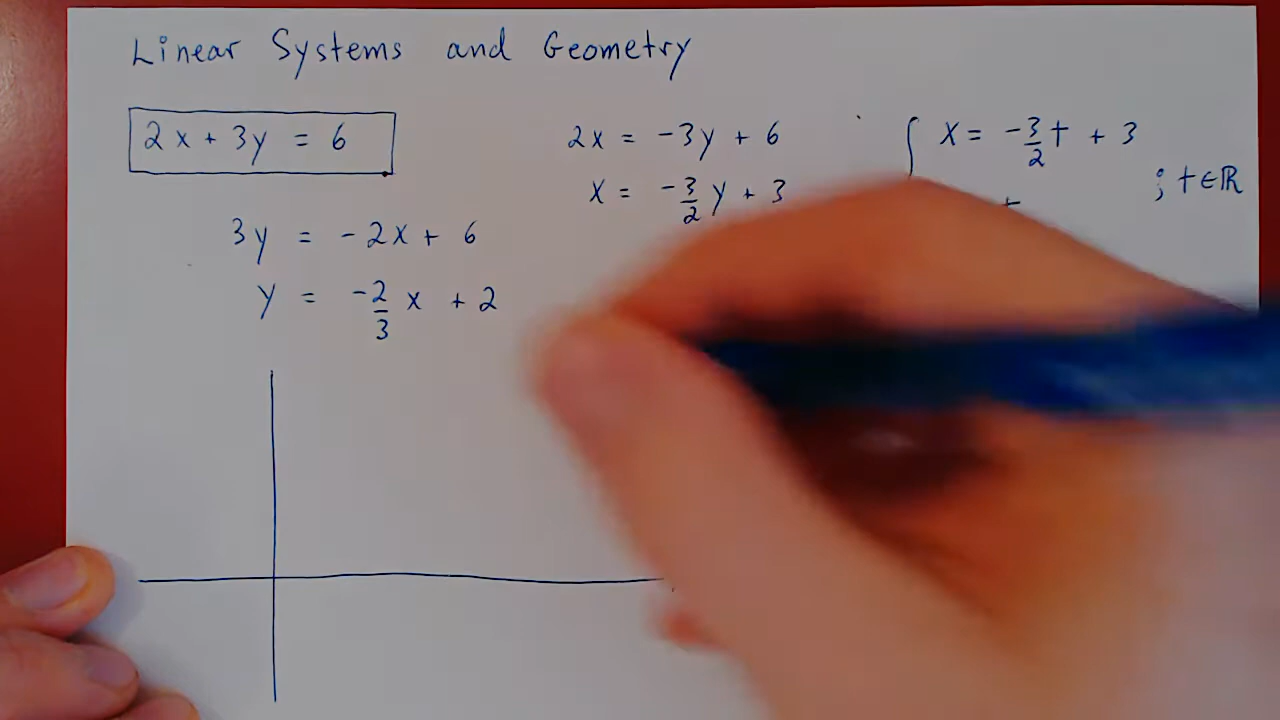 Linear Systems and Geometry
2x + 3y = 6
3y = -2x + 6
y = -2/3 x + 2
2x = -3y + 6
x = -3/2 y + 3
{ x = -3/2 t + 3
; t ∈ ℝ